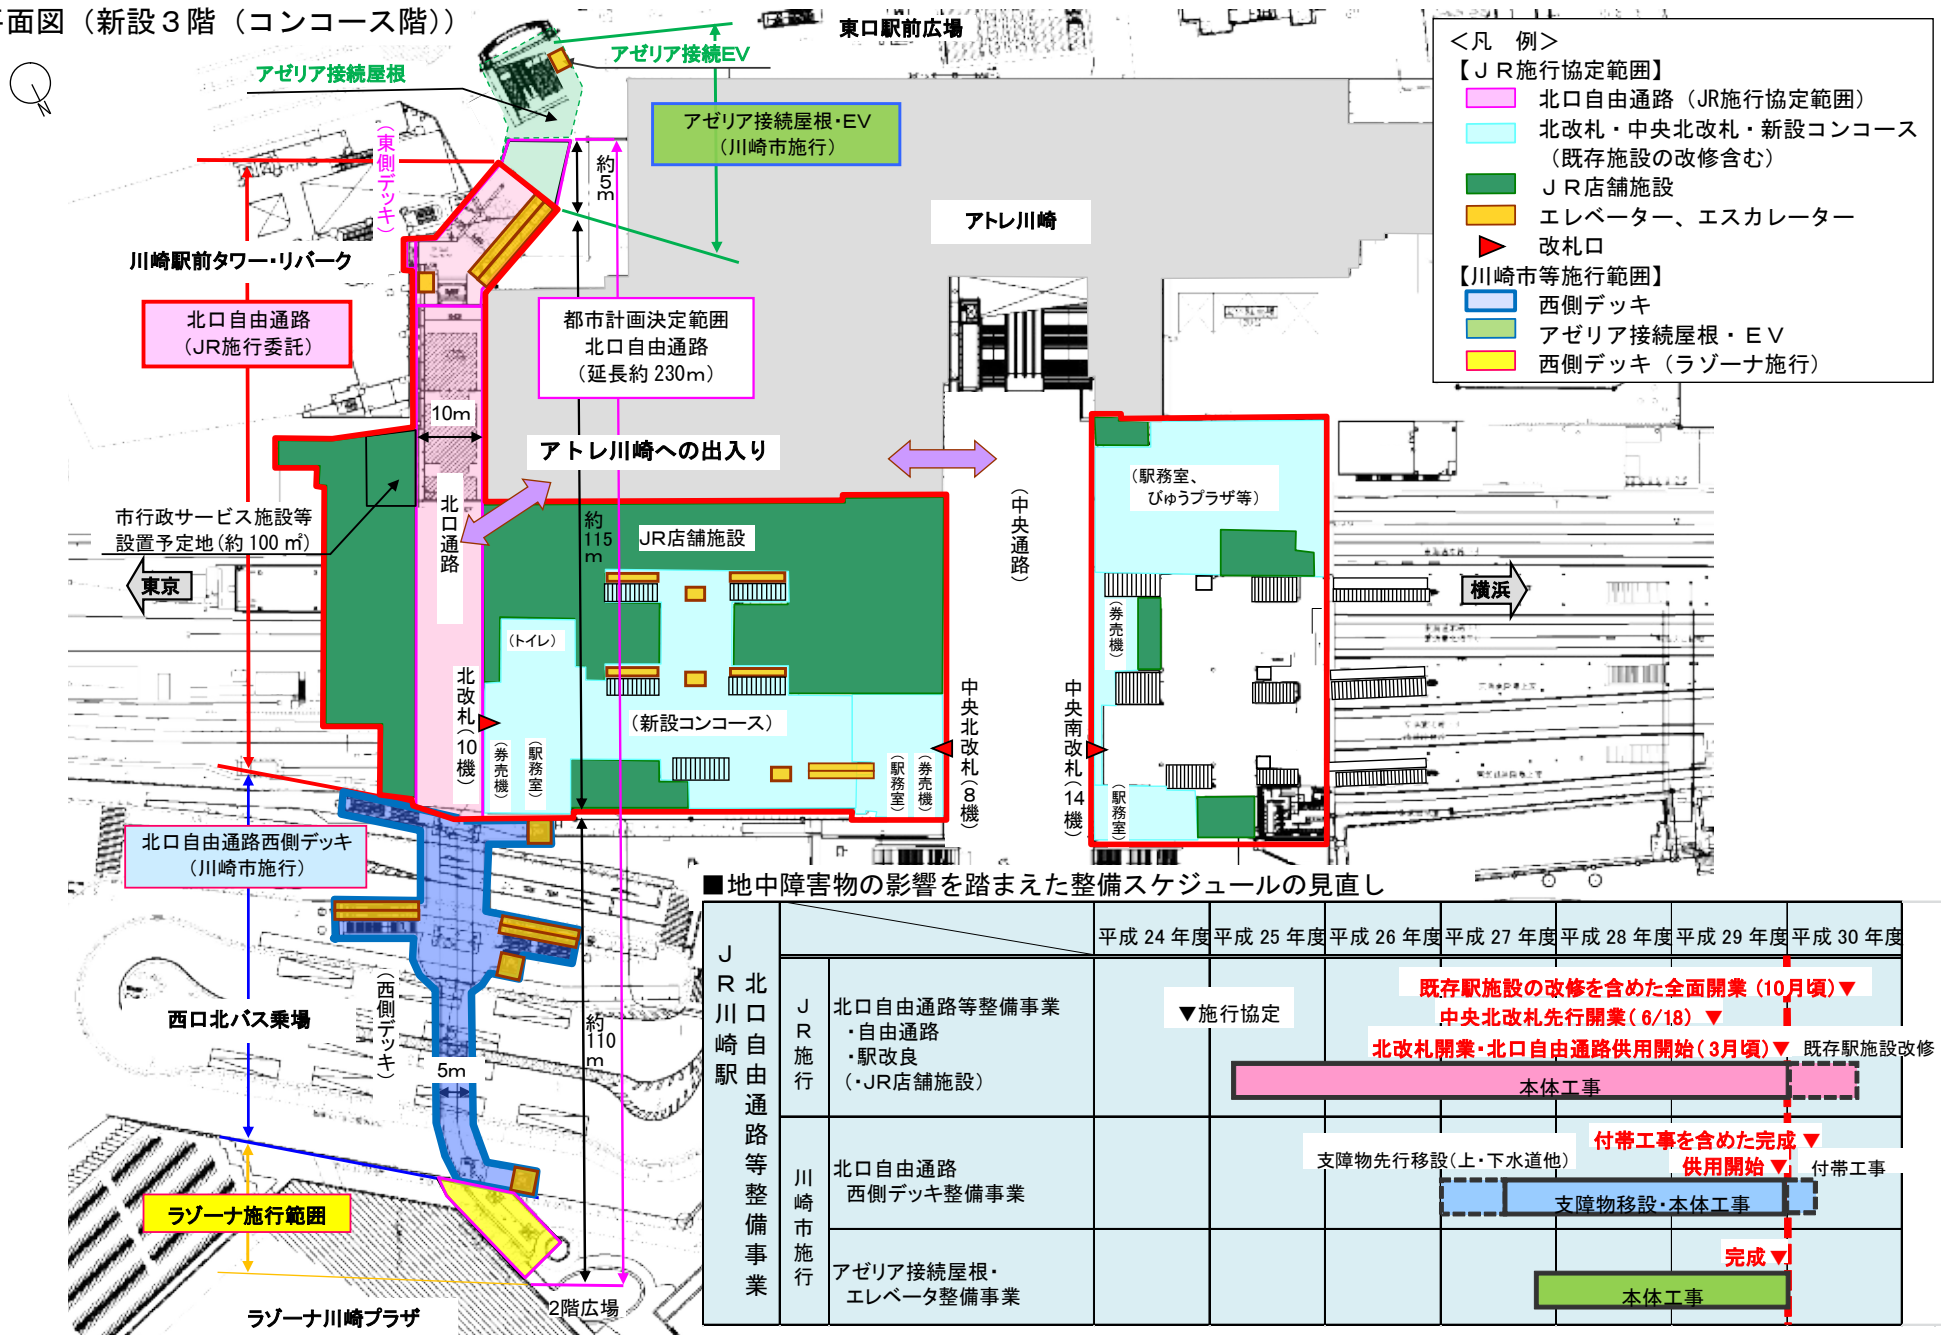 面図（新設３階（コンコース階））
東口駅前広場
アゼリア接続EV
アゼリア接続屋根
アゼリア接続屋根・EV
（川崎市施行）
＜凡　例＞
【ＪＲ施行協定範囲】
北口自由通路（JR施行協定範囲）
北改札・中央北改札・新設コンコース
（既存施設の改修含む）
ＪＲ店舗施設
エレベーター、エスカレーター
改札口
【川崎市等施行範囲】
西側デッキ
アゼリア接続屋根・ＥＶ
西側デッキ（ラゾーナ施行）
（東側デッキ）
約5m
アトレ川崎
川崎駅前タワー・リバーク
北口自由通路
（JR施行委託）
都市計画決定範囲
北口自由通路
（延長約 230m）
10m
アトレ川崎への出入り
北口通路
（中央通路）
（駅務室、
びゅうプラザ等）
市行政サービス施設等
設置予定地（約 100 ㎡）
約115m
JR店舗施設
東京
横浜
（トイレ）
（券売機）
北改札（10機）
（新設コンコース）
（券売機）
（駅務室）
（駅務室）
（券売機）
中央北改札（8機）
中央南改札（14機）
（駅務室）
北口自由通路西側デッキ
（川崎市施行）
西口北バス乗場
（西側デッキ）
約110m
5m
ラゾーナ施行範囲
ラゾーナ川崎プラザ
2階広場
■地中障害物の影響を踏まえた整備スケジュールの見直し
平成 24 年度 平成 25 年度 平成 26 年度 平成 27 年度 平成 28 年度 平成 29 年度 平成 30 年度
ＪＲ川崎駅
北口自由通路等整備事業
ＪＲ施行
北口自由通路等整備事業
・自由通路
・駅改良
（・JR店舗施設）
▼施行協定
既存駅施設の改修を含めた全面開業（10月頃）▼
中央北改札先行開業（6/18）▼
北改札開業・北口自由通路供用開始（3月頃）▼
既存駅施設改修
本体工事
川崎市施行
北口自由通路
西側デッキ整備事業
支障物先行移設（上・下水道他）
付帯工事を含めた完成 ▼
供用開始 ▼
付帯工事
支障物移設・本体工事
アゼリア接続屋根・
エレベータ整備事業
完成 ▼
本体工事